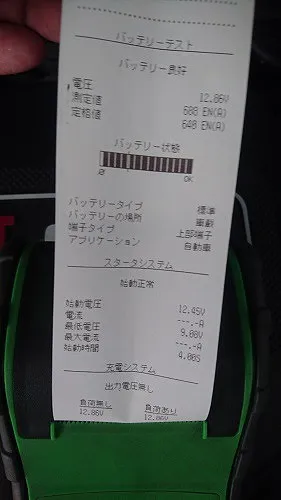 バッテリーテスト
バッテリー良好
電圧 12.86V
測定値 680 EN(A)
定格値 640 EN(A)
バッテリー状態
0 OK
バッテリータイプ 標準
バッテリーの場所 車載
端子タイプ 上部端子
アプリケーション 自動車
スタータシステム
始動正常
始動電圧 12.45V
電流 ---.-A
最低電圧 9.00V
最大電流 ---.-A
始動時間 4.00S
充電システム
出力電圧無し
負荷無し 負荷あり
12.86V 12.86V